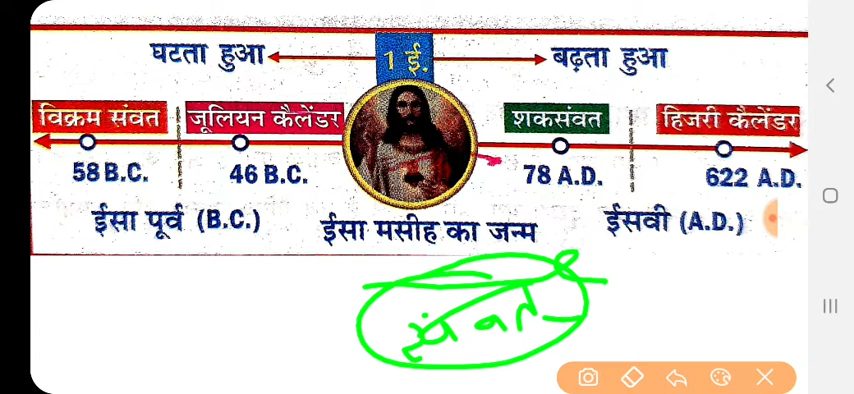 घटता हुआ 1 ई. बढ़ता हुआ
विक्रम संवत जूलियन कैलेंडर शकसंवत हिजरी कैलेंडर
58 B.C. 46 B.C. 78 A.D. 622 A.D.
ईसा पूर्व (B.C.) ईसा मसीह का जन्म ईसवी (A.D.)
संवत्